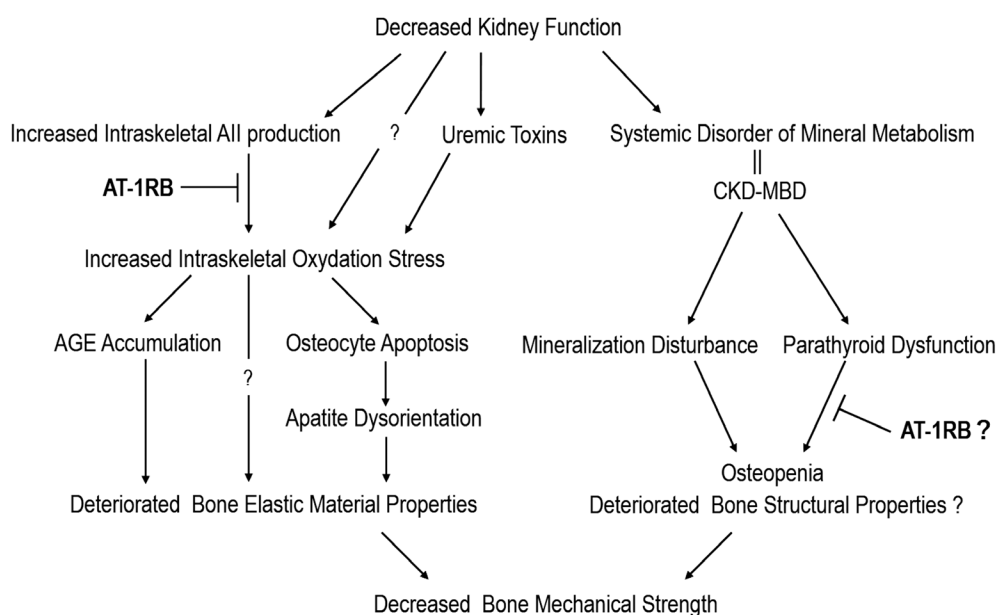 Decreased Kidney Function
Increased Intraskeletal AII production
?
Uremic Toxins
Systemic Disorder of Mineral Metabolism
AT-1RB
CKD-MBD
Increased Intraskeletal Oxydation Stress
AGE Accumulation
Osteocyte Apoptosis
Mineralization Disturbance
Parathyroid Dysfunction
?
Apatite Dysorientation
AT-1RB ?
Osteopenia
Deteriorated Bone Elastic Material Properties
Deteriorated Bone Structural Properties ?
Decreased Bone Mechanical Strength